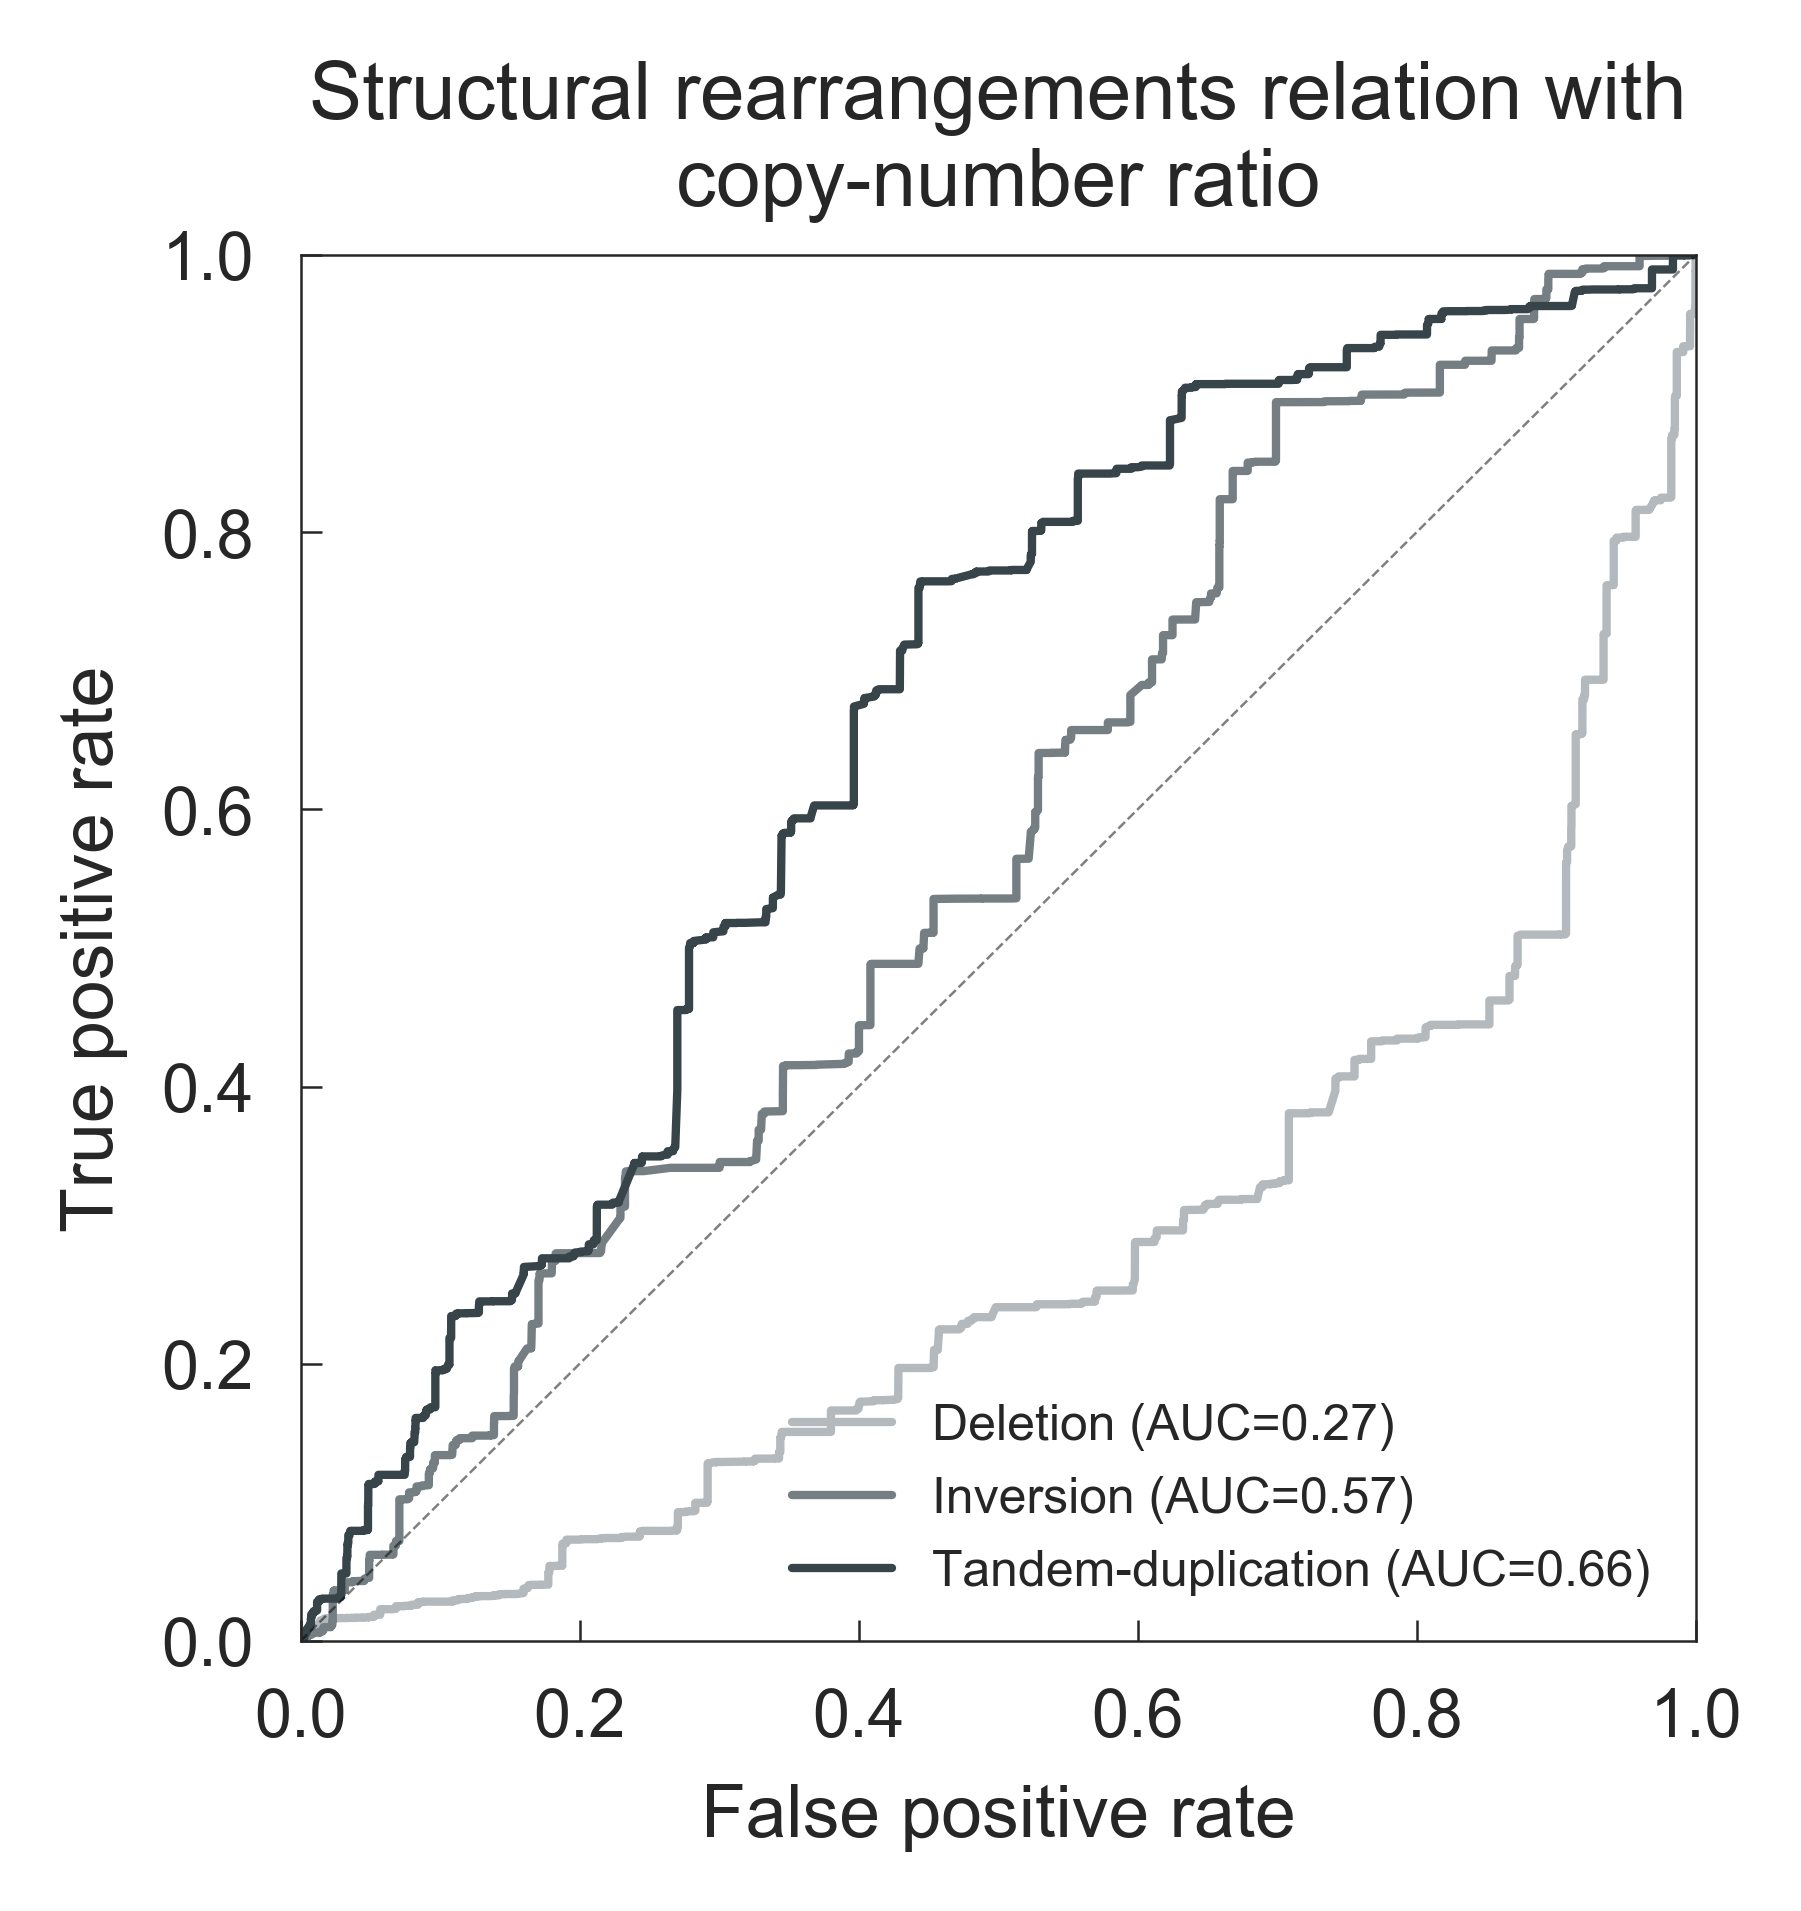 Structural rearrangements relation with
copy-number ratio
1.0
0.8
0.6
0.4
0.2
0.0
True positive rate
Deletion (AUC=0.27)
Inversion (AUC=0.57)
Tandem-duplication (AUC=0.66)
0.0 0.2 0.4 0.6 0.8 1.0
False positive rate